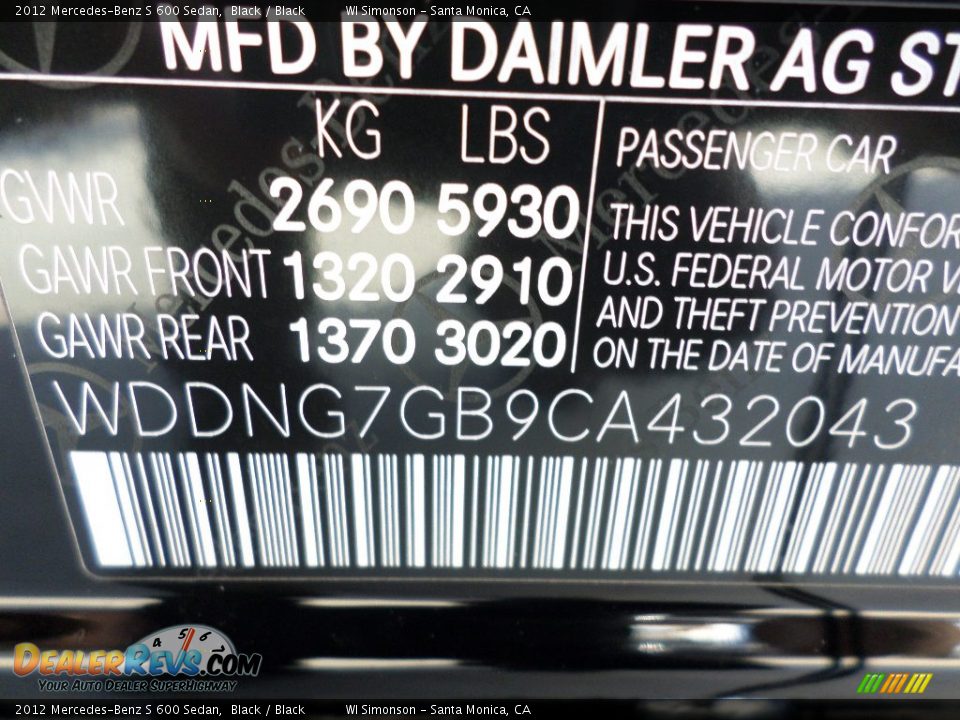 2012 Mercedes-Benz S 600 Sedan, Black / Black WI Simonson - Santa Monica, CA
MFD BY DAIMLER AG ST
KG LBS
GVWR 2690 5930
GAWR FRONT 1320 2910
GAWR REAR 1370 3020
PASSENGER CAR
THIS VEHICLE CONFOR
U.S. FEDERAL MOTOR V
AND THEFT PREVENTION
ON THE DATE OF MANUFA
WDDNG7GB9CA432043
DEALERREVS.COM
YOUR AUTO DEALER SUPERHIGHWAY
2012 Mercedes-Benz S 600 Sedan, Black / Black WI Simonson - Santa Monica, CA